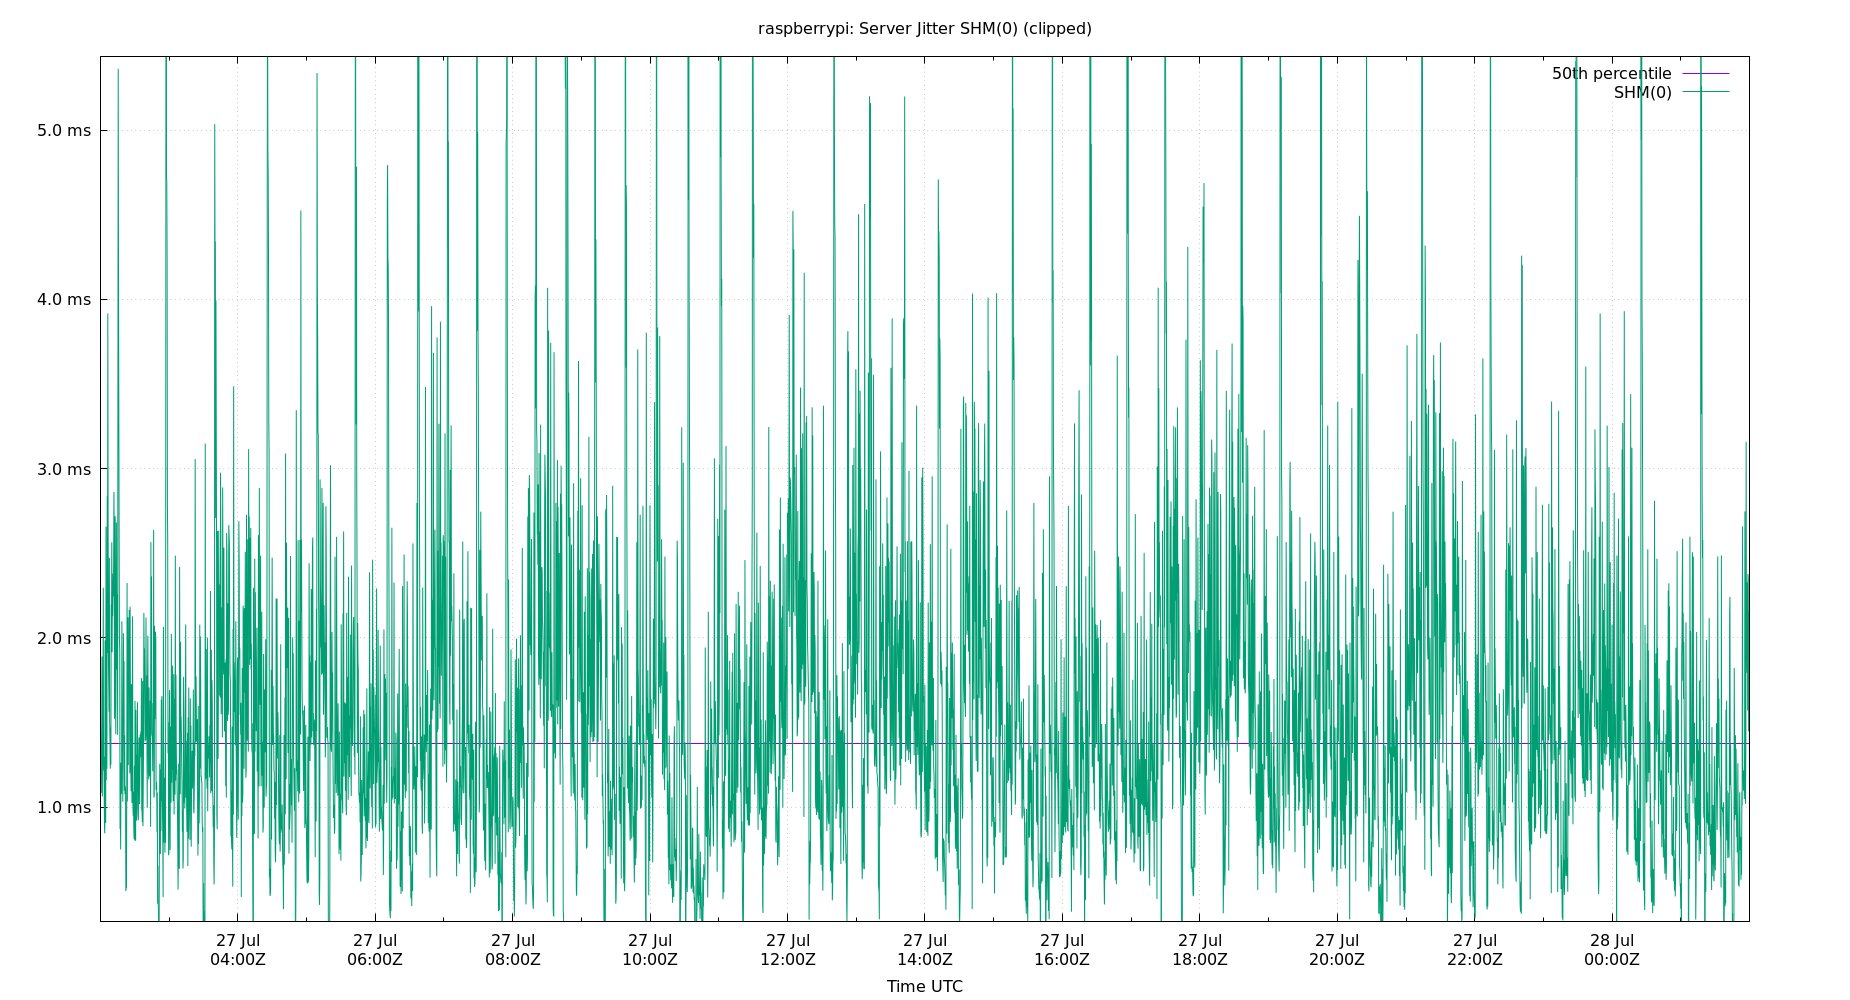 raspberrypi: Server Jitter SHM(0) (clipped)
50th percentile
SHM(0)
5.0 ms
4.0 ms
3.0 ms
2.0 ms
1.0 ms
27 Jul 27 Jul 27 Jul 27 Jul 27 Jul 27 Jul 27 Jul 27 Jul 27 Jul 27 Jul 28 Jul
04:00Z 06:00Z 08:00Z 10:00Z 12:00Z 14:00Z 16:00Z 18:00Z 20:00Z 22:00Z 00:00Z
Time UTC